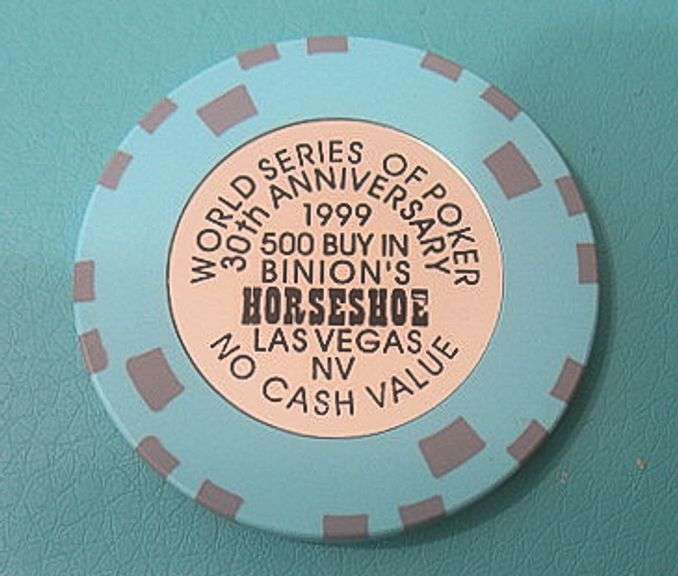 WORLD SERIES OF POKER
30th ANNIVERSARY
1999
500 BUY IN
BINION'S
HORSESHOE
LAS VEGAS
NV
NO CASH VALUE